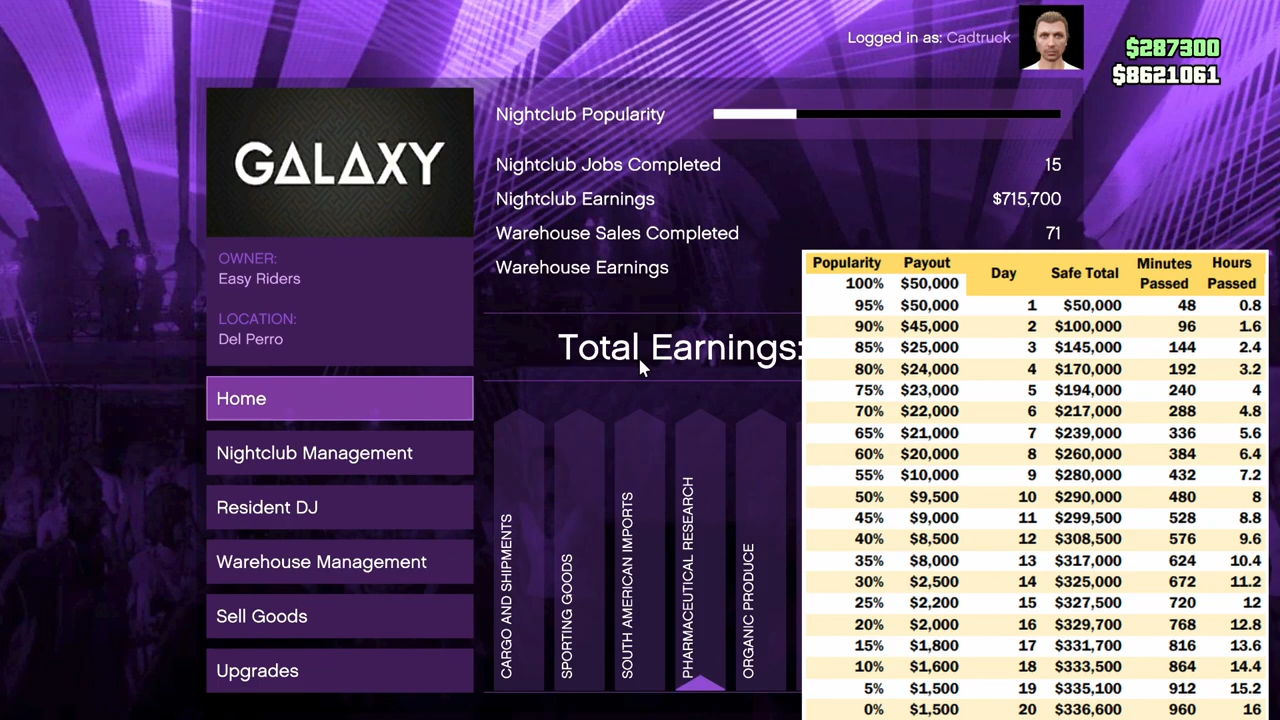 Logged in as: Cadtruck
$287300
$8621061
GALAXY
OWNER:
Easy Riders
LOCATION:
Del Perro
Home
Nightclub Management
Resident DJ
Warehouse Management
Sell Goods
Upgrades
Nightclub Popularity
Nightclub Jobs Completed 15
Nightclub Earnings $715,700
Warehouse Sales Completed 71
Warehouse Earnings
Total Earnings:
CARGO AND SHIPMENTS
SPORTING GOODS
SOUTH AMERICAN IMPORTS
PHARMACEUTICAL RESEARCH
ORGANIC PRODUCE
Popularity Payout Day Safe Total Minutes Passed Hours Passed
100% $50,000
95% $50,000 1 $50,000 48 0.8
90% $45,000 2 $100,000 96 1.6
85% $25,000 3 $145,000 144 2.4
80% $24,000 4 $170,000 192 3.2
75% $23,000 5 $194,000 240 4
70% $22,000 6 $217,000 288 4.8
65% $21,000 7 $239,000 336 5.6
60% $20,000 8 $260,000 384 6.4
55% $10,000 9 $280,000 432 7.2
50% $9,500 10 $290,000 480 8
45% $9,000 11 $299,500 528 8.8
40% $8,500 12 $308,500 576 9.6
35% $8,000 13 $317,000 624 10.4
30% $2,500 14 $325,000 672 11.2
25% $2,200 15 $327,500 720 12
20% $2,000 16 $329,700 768 12.8
15% $1,800 17 $331,700 816 13.6
10% $1,600 18 $333,500 864 14.4
5% $1,500 19 $335,100 912 15.2
0% $1,500 20 $336,600 960 16